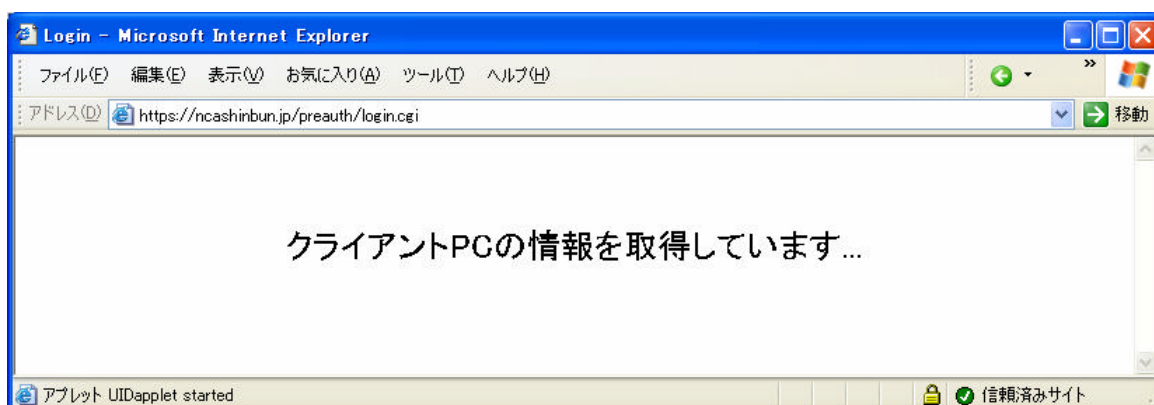 Login - Microsoft Internet Explorer
ファイル(F) 編集(E) 表示(V) お気に入り(A) ツール(T) ヘルプ(H) »
アドレス(D) https://ncashinbun.jp/preauth/login.cgi 移動
クライアントPCの情報を取得しています...
アプレット UIDapplet started 信頼済みサイト